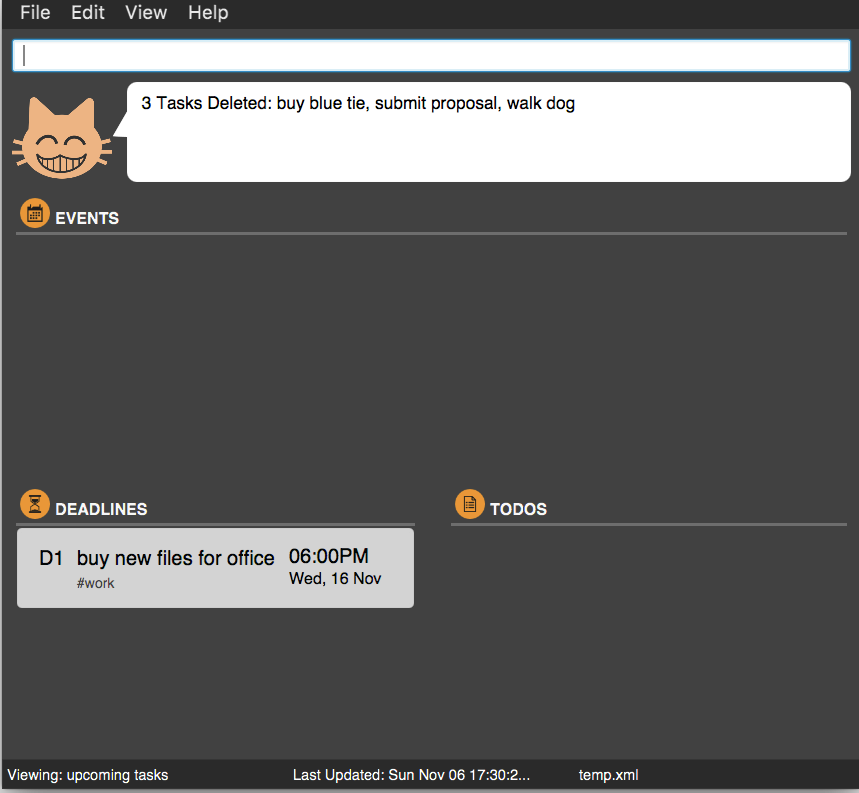 File Edit View Help
3 Tasks Deleted: buy blue tie, submit proposal, walk dog
EVENTS
DEADLINES
TODOS
D1 buy new files for office 06:00PM
#work Wed, 16 Nov
Viewing: upcoming tasks Last Updated: Sun Nov 06 17:30:2... temp.xml